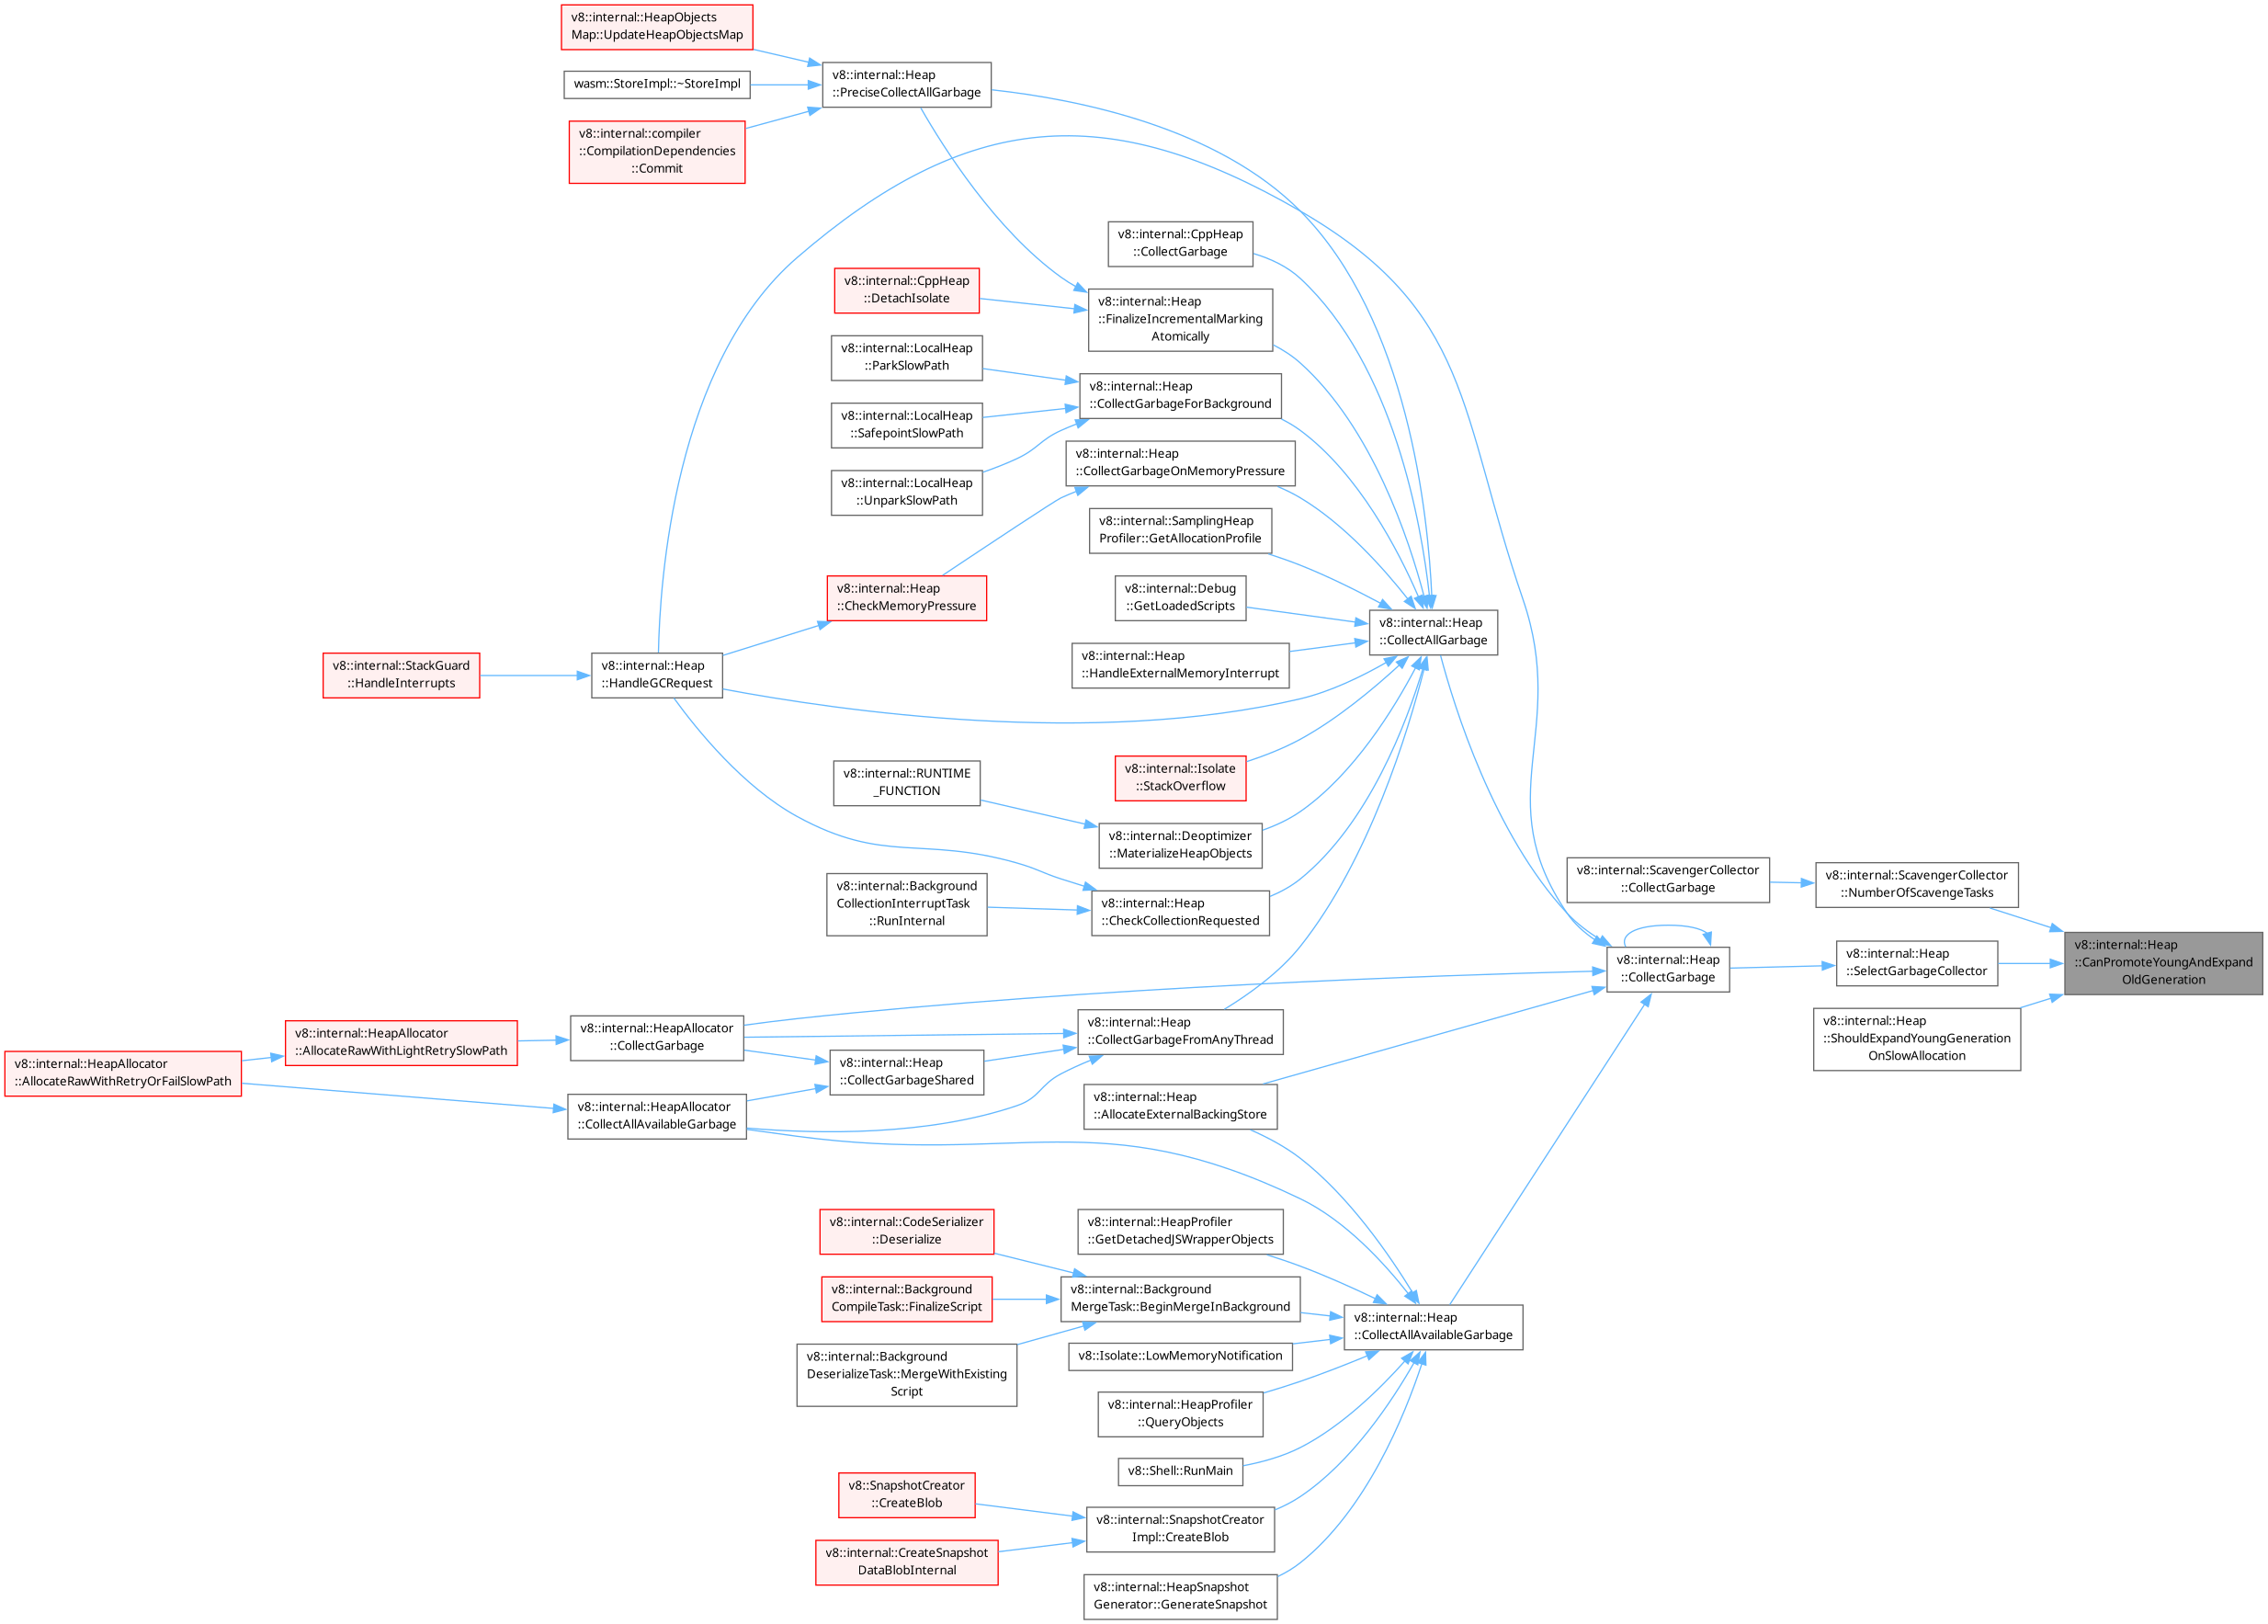 v8::internal::HeapObjects
Map::UpdateHeapObjectsMap
wasm::StoreImpl::~StoreImpl
v8::internal::compiler
::CompilationDependencies
::Commit
v8::internal::Heap
::PreciseCollectAllGarbage
v8::internal::CppHeap
::CollectGarbage
v8::internal::CppHeap
::DetachIsolate
v8::internal::Heap
::FinalizeIncrementalMarking
Atomically
v8::internal::LocalHeap
::ParkSlowPath
v8::internal::LocalHeap
::SafepointSlowPath
v8::internal::LocalHeap
::UnparkSlowPath
v8::internal::Heap
::CollectGarbageForBackground
v8::internal::Heap
::CollectGarbageOnMemoryPressure
v8::internal::SamplingHeap
Profiler::GetAllocationProfile
v8::internal::Debug
::GetLoadedScripts
v8::internal::Heap
::CheckMemoryPressure
v8::internal::Heap
::HandleExternalMemoryInterrupt
v8::internal::Heap
::CollectAllGarbage
v8::internal::StackGuard
::HandleInterrupts
v8::internal::Heap
::HandleGCRequest
v8::internal::Isolate
::StackOverflow
v8::internal::RUNTIME
_FUNCTION
v8::internal::Deoptimizer
::MaterializeHeapObjects
v8::internal::Background
CollectionInterruptTask
::RunInternal
v8::internal::Heap
::CheckCollectionRequested
v8::internal::ScavengerCollector
::CollectGarbage
v8::internal::ScavengerCollector
::NumberOfScavengeTasks
v8::internal::Heap
::CollectGarbage
v8::internal::Heap
::SelectGarbageCollector
v8::internal::Heap
::CanPromoteYoungAndExpand
OldGeneration
v8::internal::Heap
::ShouldExpandYoungGeneration
OnSlowAllocation
v8::internal::HeapAllocator
::AllocateRawWithRetryOrFailSlowPath
v8::internal::HeapAllocator
::AllocateRawWithLightRetrySlowPath
v8::internal::HeapAllocator
::CollectGarbage
v8::internal::Heap
::CollectGarbageFromAnyThread
v8::internal::Heap
::CollectGarbageShared
v8::internal::HeapAllocator
::CollectAllAvailableGarbage
v8::internal::Heap
::AllocateExternalBackingStore
v8::internal::CodeSerializer
::Deserialize
v8::internal::HeapProfiler
::GetDetachedJSWrapperObjects
v8::internal::Background
CompileTask::FinalizeScript
v8::internal::Background
MergeTask::BeginMergeInBackground
v8::internal::Heap
::CollectAllAvailableGarbage
v8::internal::Background
DeserializeTask::MergeWithExisting
Script
v8::Isolate::LowMemoryNotification
v8::internal::HeapProfiler
::QueryObjects
v8::Shell::RunMain
v8::SnapshotCreator
::CreateBlob
v8::internal::SnapshotCreator
Impl::CreateBlob
v8::internal::CreateSnapshot
DataBlobInternal
v8::internal::HeapSnapshot
Generator::GenerateSnapshot